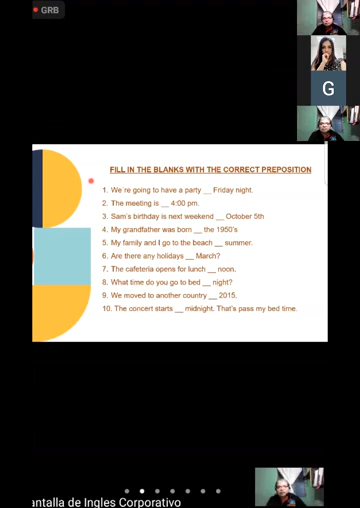 GRB
G
FILL IN THE BLANKS WITH THE CORRECT PREPOSITION
1. We're going to have a party __ Friday night.
2. The meeting is __ 4:00 pm.
3. Sam's birthday is next weekend __ October 5th
4. My grandfather was born __ the 1950's
5. My family and I go to the beach __ summer.
6. Are there any holidays __ March?
7. The cafeteria opens for lunch __ noon.
8. What time do you go to bed __ night?
9. We moved to another country __ 2015.
10. The concert starts __ midnight. That's pass my bed time.
antalla de Ingles Corporativo